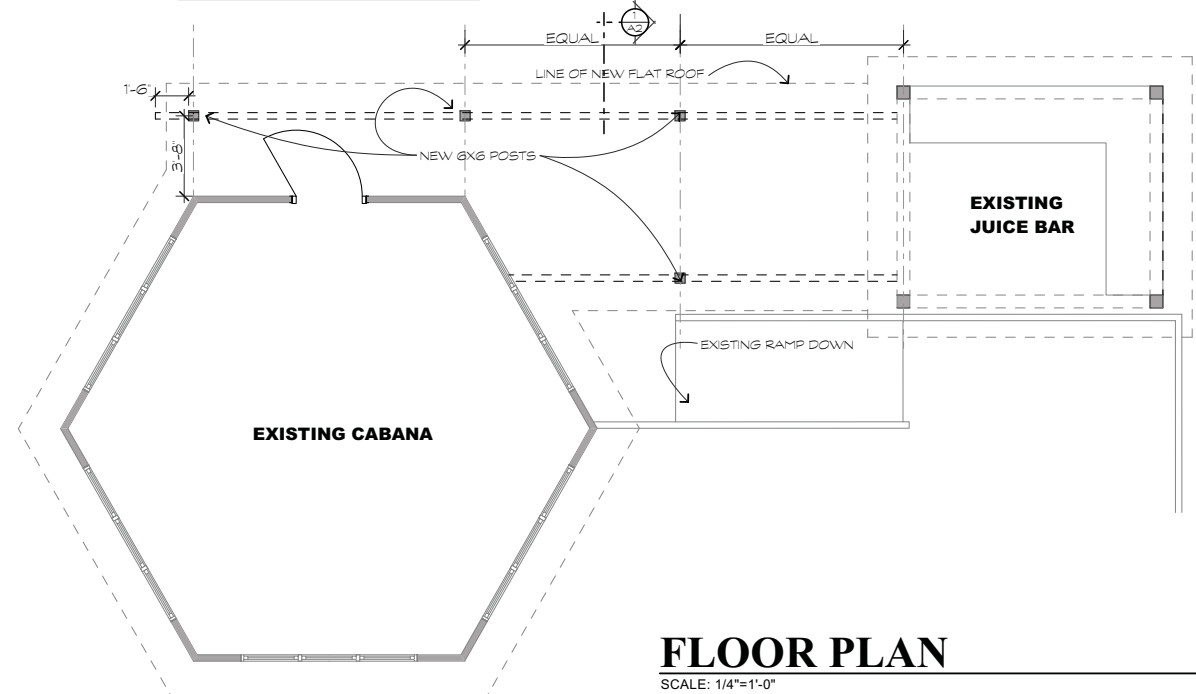 1
A2
EQUAL
EQUAL
LINE OF NEW FLAT ROOF
1'-6"
3'-8"
NEW 6X6 POSTS
EXISTING
JUICE BAR
EXISTING RAMP DOWN
EXISTING CABANA
FLOOR PLAN
SCALE: 1/4"=1'-0"